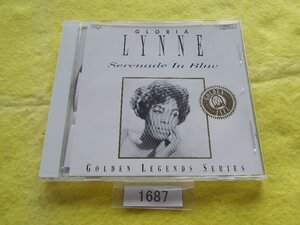 GLORIA
LYNNE
Serenade In Blue
GOLDEN LEGENDS SERIES
1687